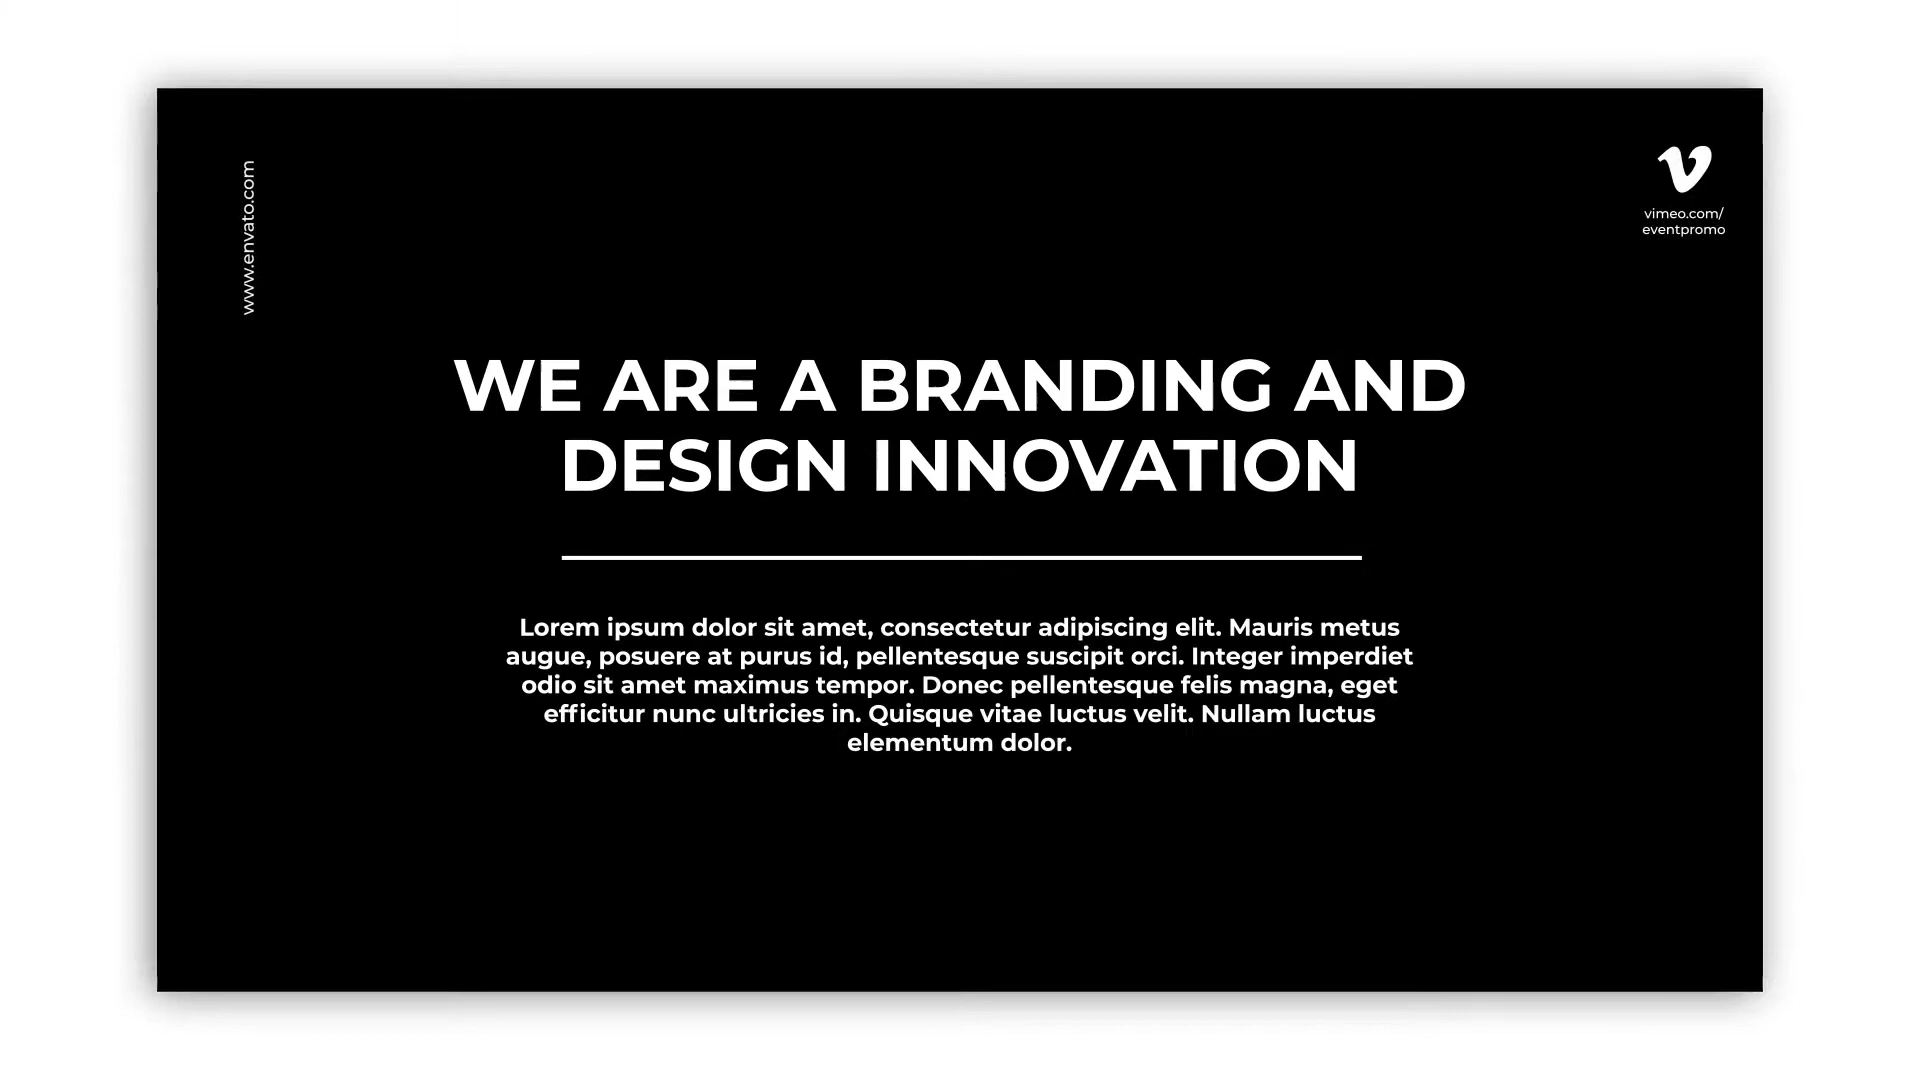 www.envato.com
vimeo.com/
eventpromo
WE ARE A BRANDING AND
DESIGN INNOVATION
Lorem ipsum dolor sit amet, consectetur adipiscing elit. Mauris metus
augue, posuere at purus id, pellentesque suscipit orci. Integer imperdiet
odio sit amet maximus tempor. Donec pellentesque felis magna, eget
efficitur nunc ultricies in. Quisque vitae luctus velit. Nullam luctus
elementum dolor.